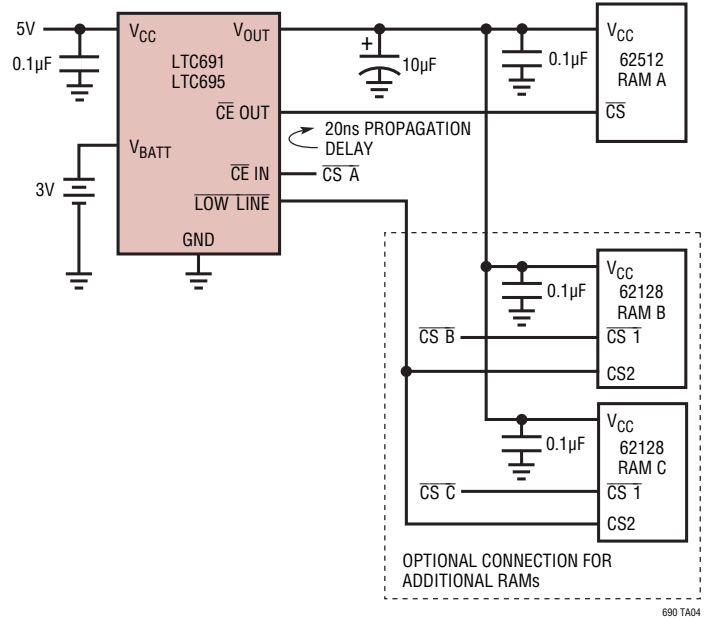 5V
0.1µF
VCC
VOUT
LTC691
LTC695
CE OUT
VBATT
CE IN
LOW LINE
GND
3V
+
10µF
0.1µF
VCC
62512
RAM A
CS
20ns PROPAGATION
DELAY
CS A
0.1µF
VCC
62128
RAM B
CS B
CS 1
CS2
0.1µF
VCC
62128
RAM C
CS C
CS 1
CS2
OPTIONAL CONNECTION FOR
ADDITIONAL RAMs
690 TA04